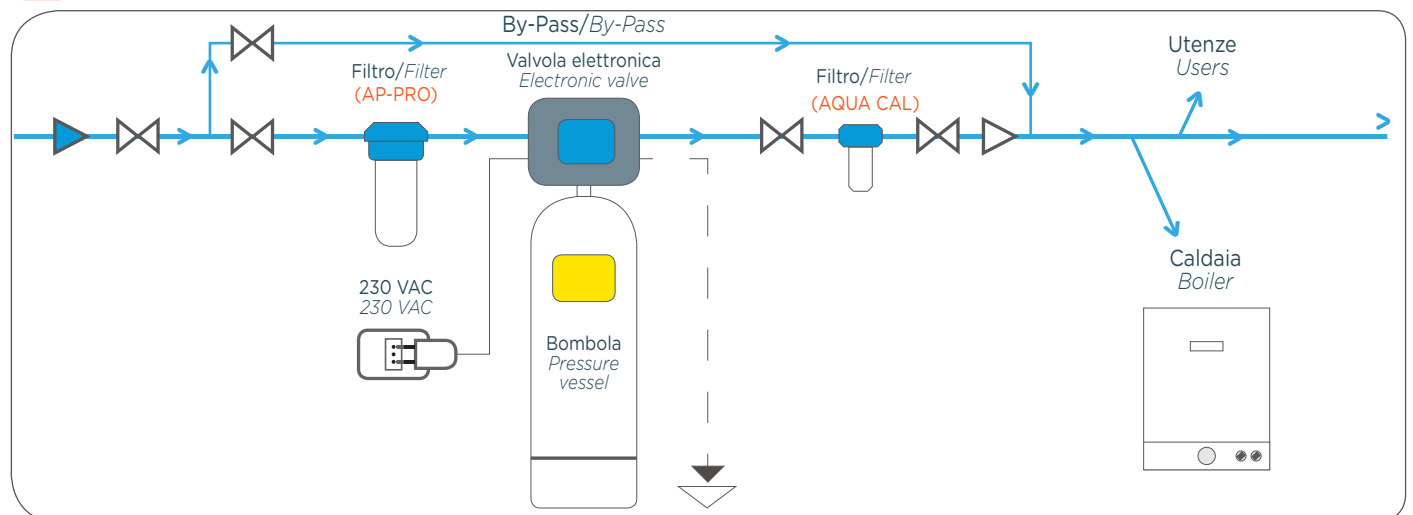 By-Pass/By-Pass
Utenze
Users
Filtro/Filter
(AP-PRO)
Valvola elettronica
Electronic valve
Filtro/Filter
(AQUA CAL)
230 VAC
230 VAC
Bombola
Pressure
vessel
Caldaia
Boiler